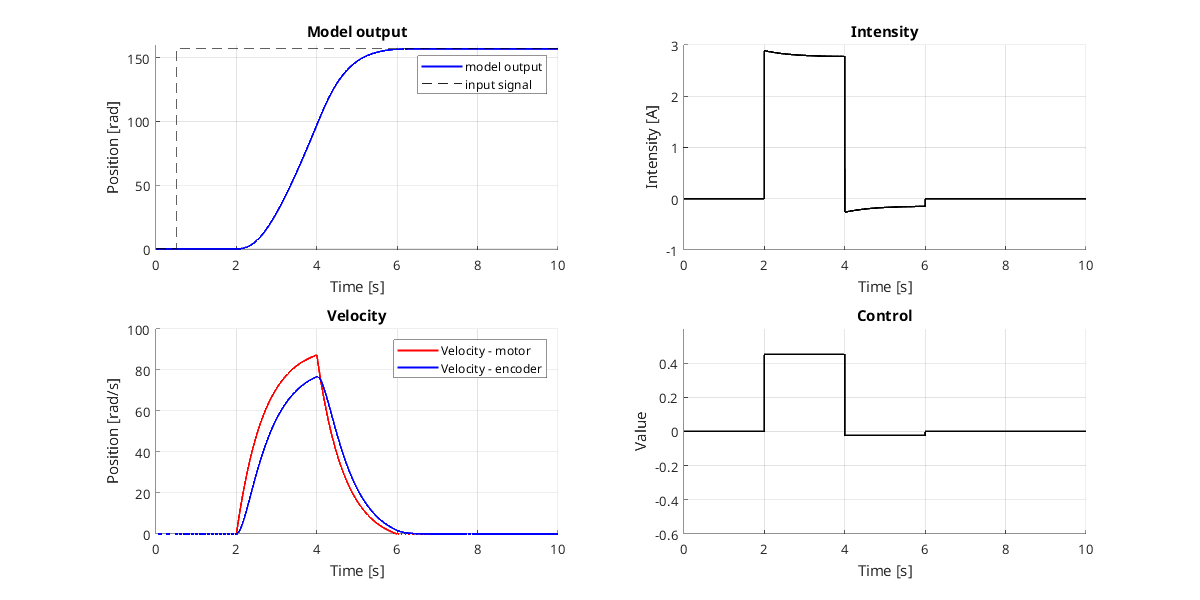 Model output
150
100
50
0
Position [rad]
model output
input signal
0 2 4 6 8 10
Time [s]
Intensity
3
2
1
0
-1
Intensity [A]
0 2 4 6 8 10
Time [s]
Velocity
100
80
60
40
20
0
Position [rad/s]
Velocity - motor
Velocity - encoder
0 2 4 6 8 10
Time [s]
Control
0.4
0.2
0
-0.2
-0.4
-0.6
Value
0 2 4 6 8 10
Time [s]